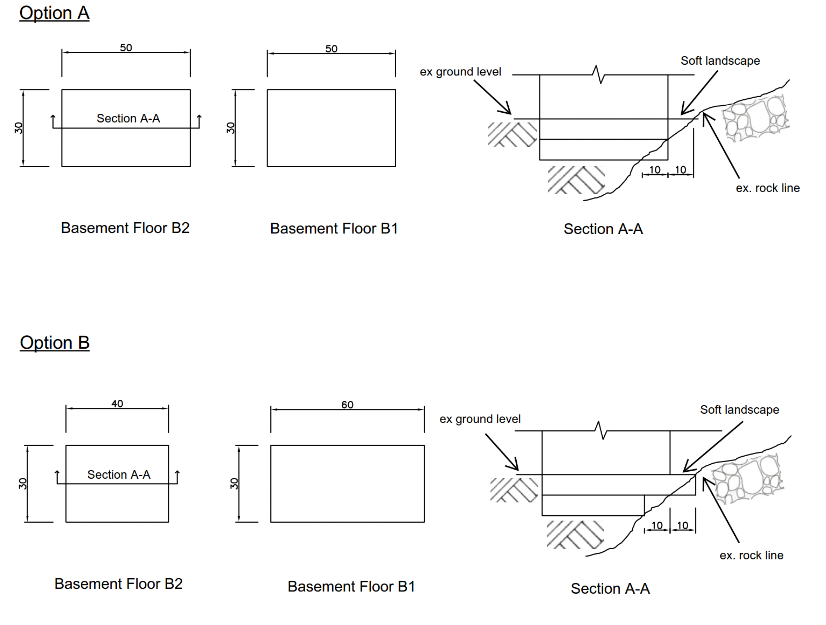 Option A
50
50
30
30
Section A-A
ex ground level
Soft landscape
10
10
ex. rock line
Basement Floor B2
Basement Floor B1
Section A-A
Option B
40
60
30
30
Section A-A
ex ground level
Soft landscape
10
10
ex. rock line
Basement Floor B2
Basement Floor B1
Section A-A